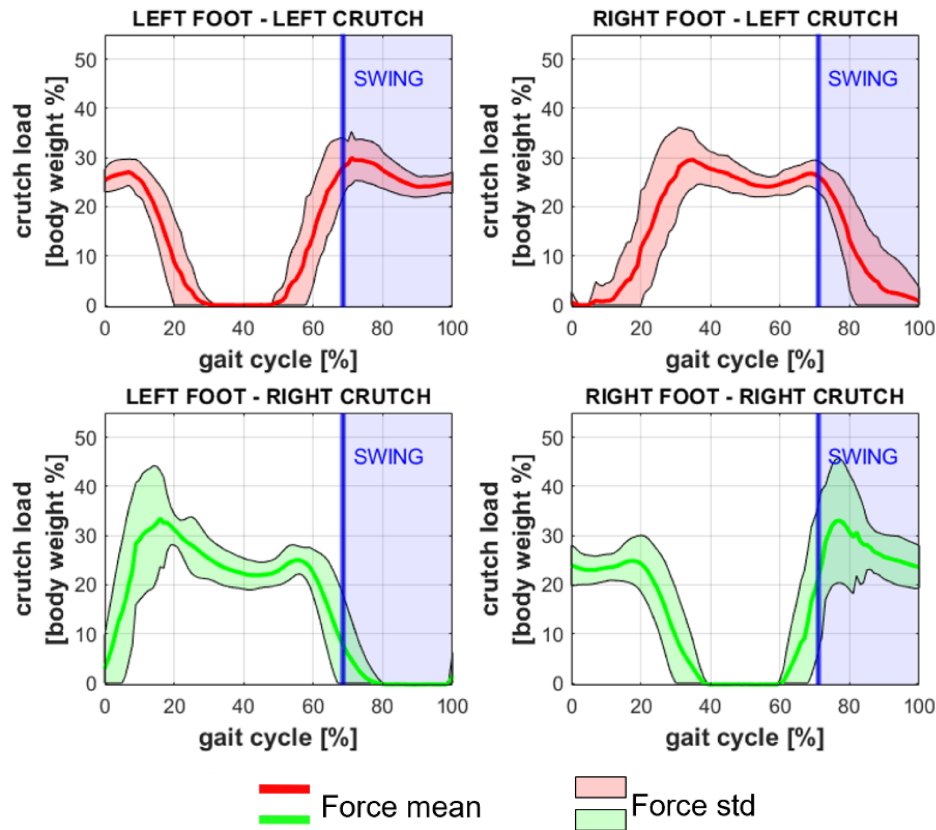 LEFT FOOT - LEFT CRUTCH
50
40
30
20
10
0
crutch load
[body weight %]
SWING
0 20 40 60 80 100
gait cycle [%]
RIGHT FOOT - LEFT CRUTCH
50
40
30
20
10
0
crutch load
[body weight %]
SWING
0 20 40 60 80 100
gait cycle [%]
LEFT FOOT - RIGHT CRUTCH
50
40
30
20
10
0
crutch load
[body weight %]
SWING
0 20 40 60 80 100
gait cycle [%]
RIGHT FOOT - RIGHT CRUTCH
50
40
30
20
10
0
crutch load
[body weight %]
SWING
0 20 40 60 80 100
gait cycle [%]
Force mean
Force std